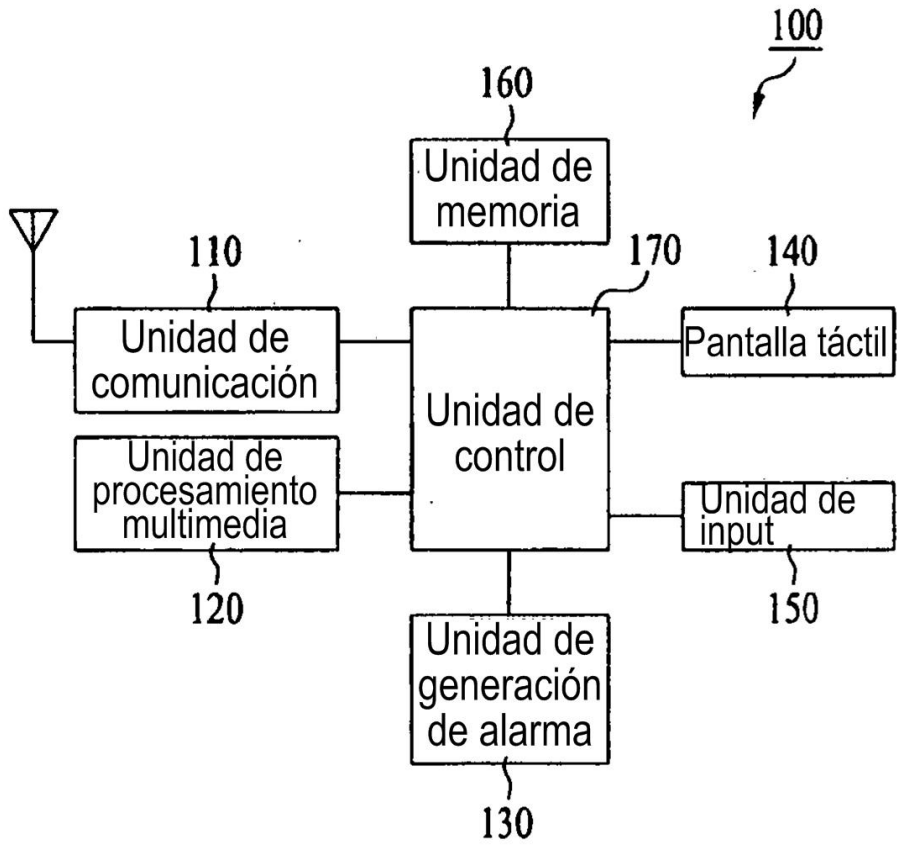 100
160
Unidad de
memoria
110
170
140
Unidad de
comunicación
Pantalla táctil
Unidad de
control
Unidad de
procesamiento
multimedia
Unidad de
input
120
150
Unidad de
generación
de alarma
130